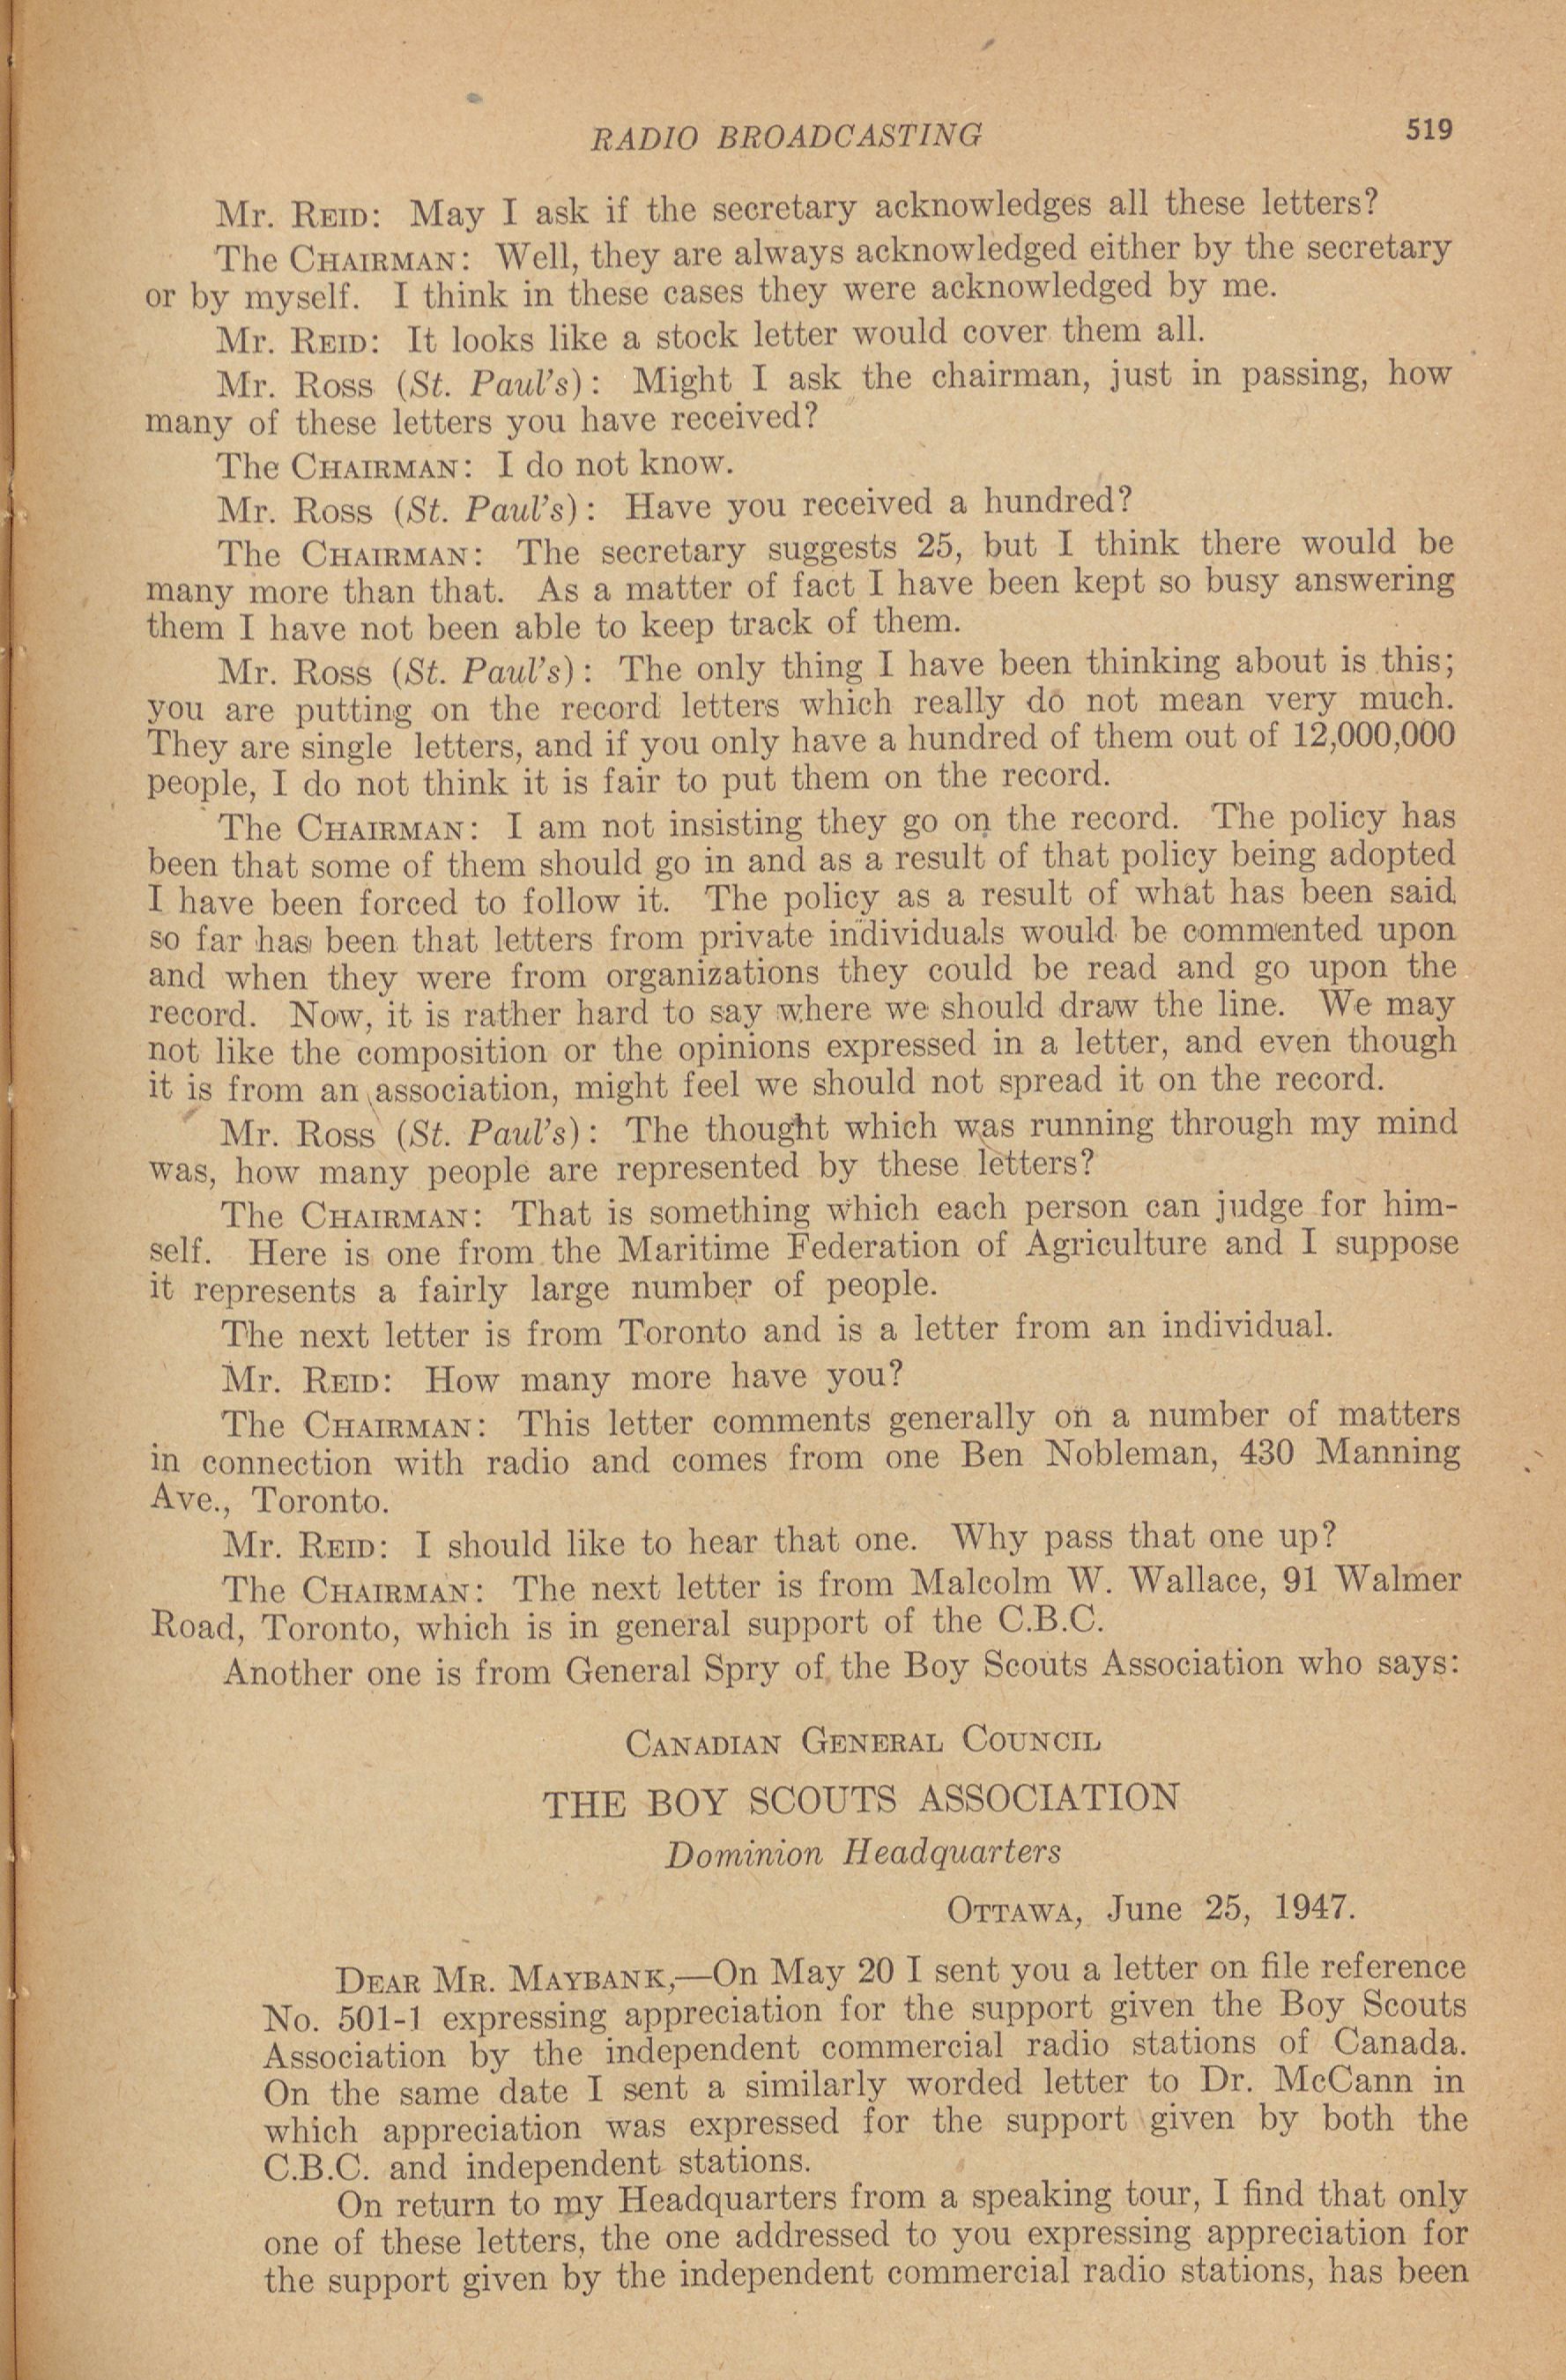 RADIO BROADCASTING 519
Mr. REID: May I ask if the secretary acknowledges all these letters?
The CHAIRMAN: Well, they are always acknowledged either by the secretary
or by myself. I think in these cases they were acknowledged by me.
Mr. REID: It looks like a stock letter would cover them all.
Mr. Ross (St. Paul's): Might I ask the chairman, just in passing, how
many of these letters you have received?
The CHAIRMAN: I do not know.
Mr. Ross (St. Paul's): Have you received a hundred?
The CHAIRMAN: The secretary suggests 25, but I think there would be
many more than that. As a matter of fact I have been kept so busy answering
them I have not been able to keep track of them.
Mr. Ross (St. Paul's): The only thing I have been thinking about is this;
you are putting on the record letters which really do not mean very much.
They are single letters, and if you only have a hundred of them out of 12,000,000
people, I do not think it is fair to put them on the record.
The CHAIRMAN: I am not insisting they go on the record. The policy has
been that some of them should go in and as a result of that policy being adopted
I have been forced to follow it. The policy as a result of what has been said
so far has been that letters from private individuals would be commented upon
and when they were from organizations they could be read and go upon the
record. Now, it is rather hard to say where we should draw the line. We may
not like the composition or the opinions expressed in a letter, and even though
it is from an association, might feel we should not spread it on the record.
Mr. Ross (St. Paul's): The thought which was running through my mind
was, how many people are represented by these letters?
The CHAIRMAN: That is something which each person can judge for him-
self. Here is one from the Maritime Federation of Agriculture and I suppose
it represents a fairly large number of people.
The next letter is from Toronto and is a letter from an individual.
Mr. REID: How many more have you?
The CHAIRMAN: This letter comments generally on a number of matters
in connection with radio and comes from one Ben Nobleman, 430 Manning
Ave., Toronto.
Mr. REID: I should like to hear that one. Why pass that one up?
The CHAIRMAN: The next letter is from Malcolm W. Wallace, 91 Walmer
Road, Toronto, which is in general support of the C.B.C.
Another one is from General Spry of the Boy Scouts Association who says:
CANADIAN GENERAL COUNCIL
THE BOY SCOUTS ASSOCIATION
Dominion Headquarters
OTTAWA, June 25, 1947.
DEAR MR. MAYBANK,—On May 20 I sent you a letter on file reference
No. 501-1 expressing appreciation for the support given the Boy Scouts
Association by the independent commercial radio stations of Canada.
On the same date I sent a similarly worded letter to Dr. McCann in
which appreciation was expressed for the support given by both the
C.B.C. and independent stations.
On return to my Headquarters from a speaking tour, I find that only
one of these letters, the one addressed to you expressing appreciation for
the support given by the independent commercial radio stations, has been